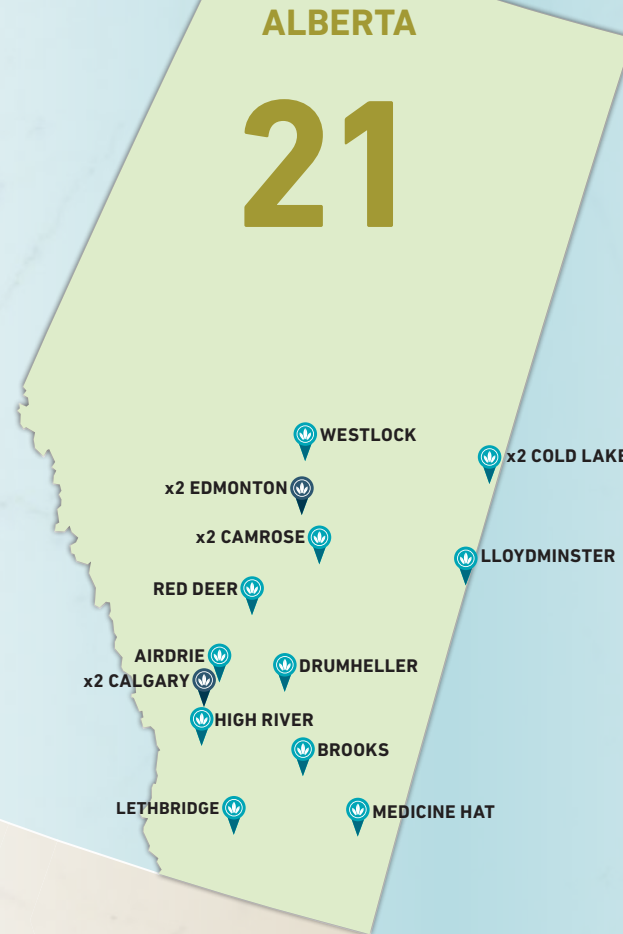 ALBERTA
21
WESTLOCK
x2 COLD LAKE
x2 EDMONTON
x2 CAMROSE
LLOYDMINSTER
RED DEER
AIRDRIE
DRUMHELLER
x2 CALGARY
HIGH RIVER
BROOKS
LETHBRIDGE
MEDICINE HAT